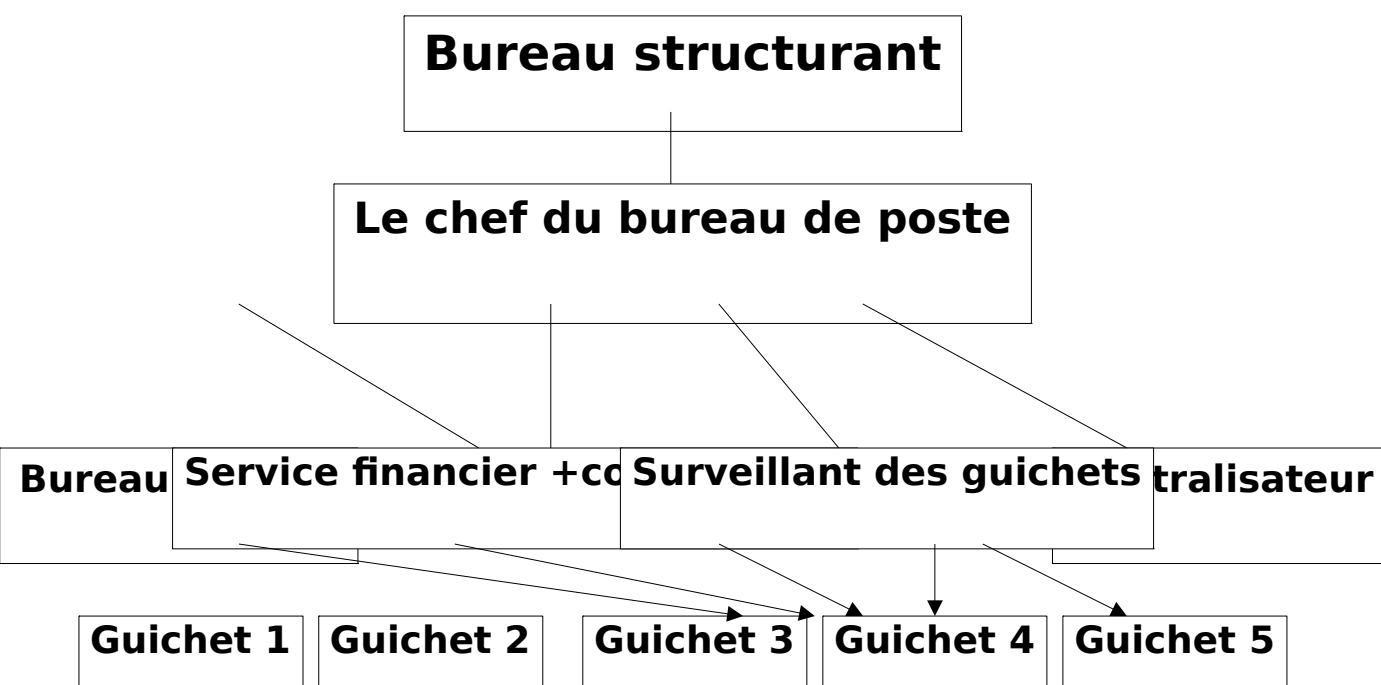 Bureau structurant
Le chef du bureau de poste
Bureau Service financier +co Surveillant des guichets tralisateur
Guichet 1 Guichet 2 Guichet 3 Guichet 4 Guichet 5